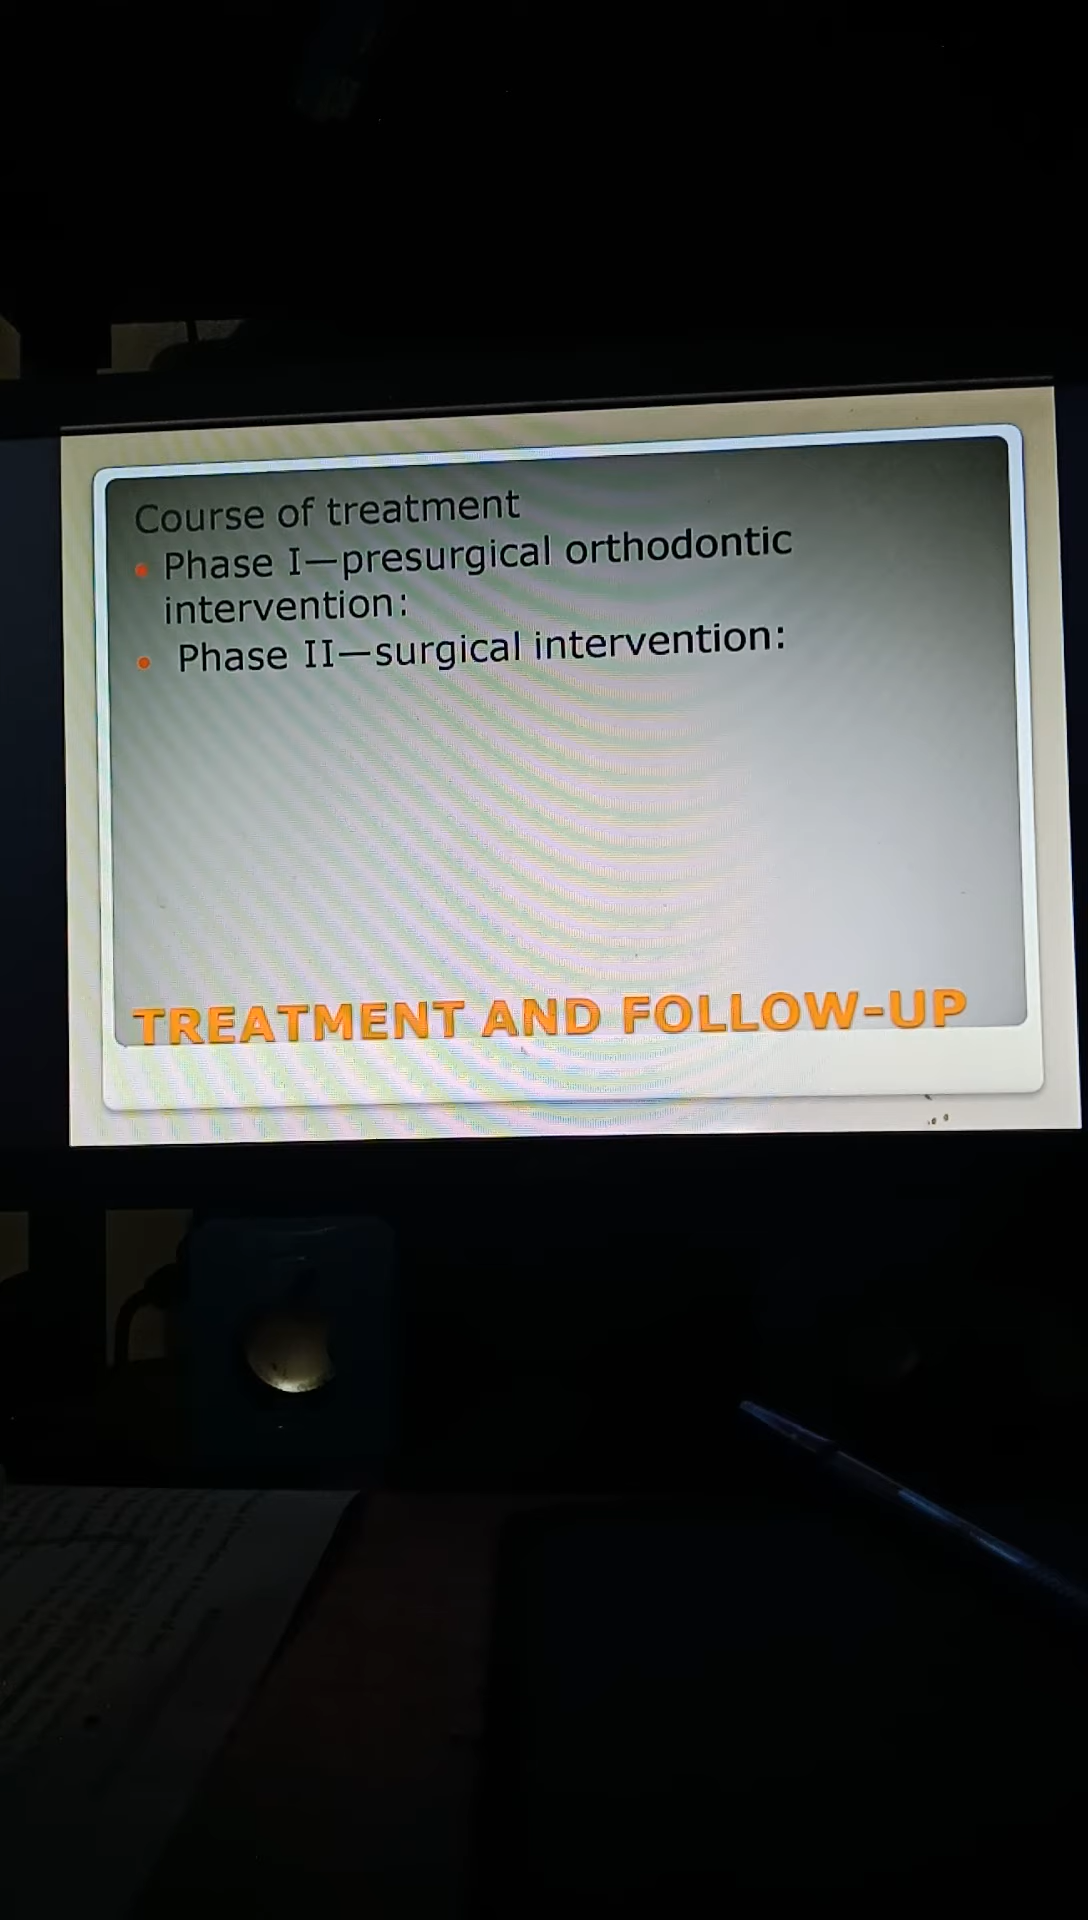 Course of treatment
• Phase I—presurgical orthodontic
intervention:
• Phase II—surgical intervention:
TREATMENT AND FOLLOW-UP